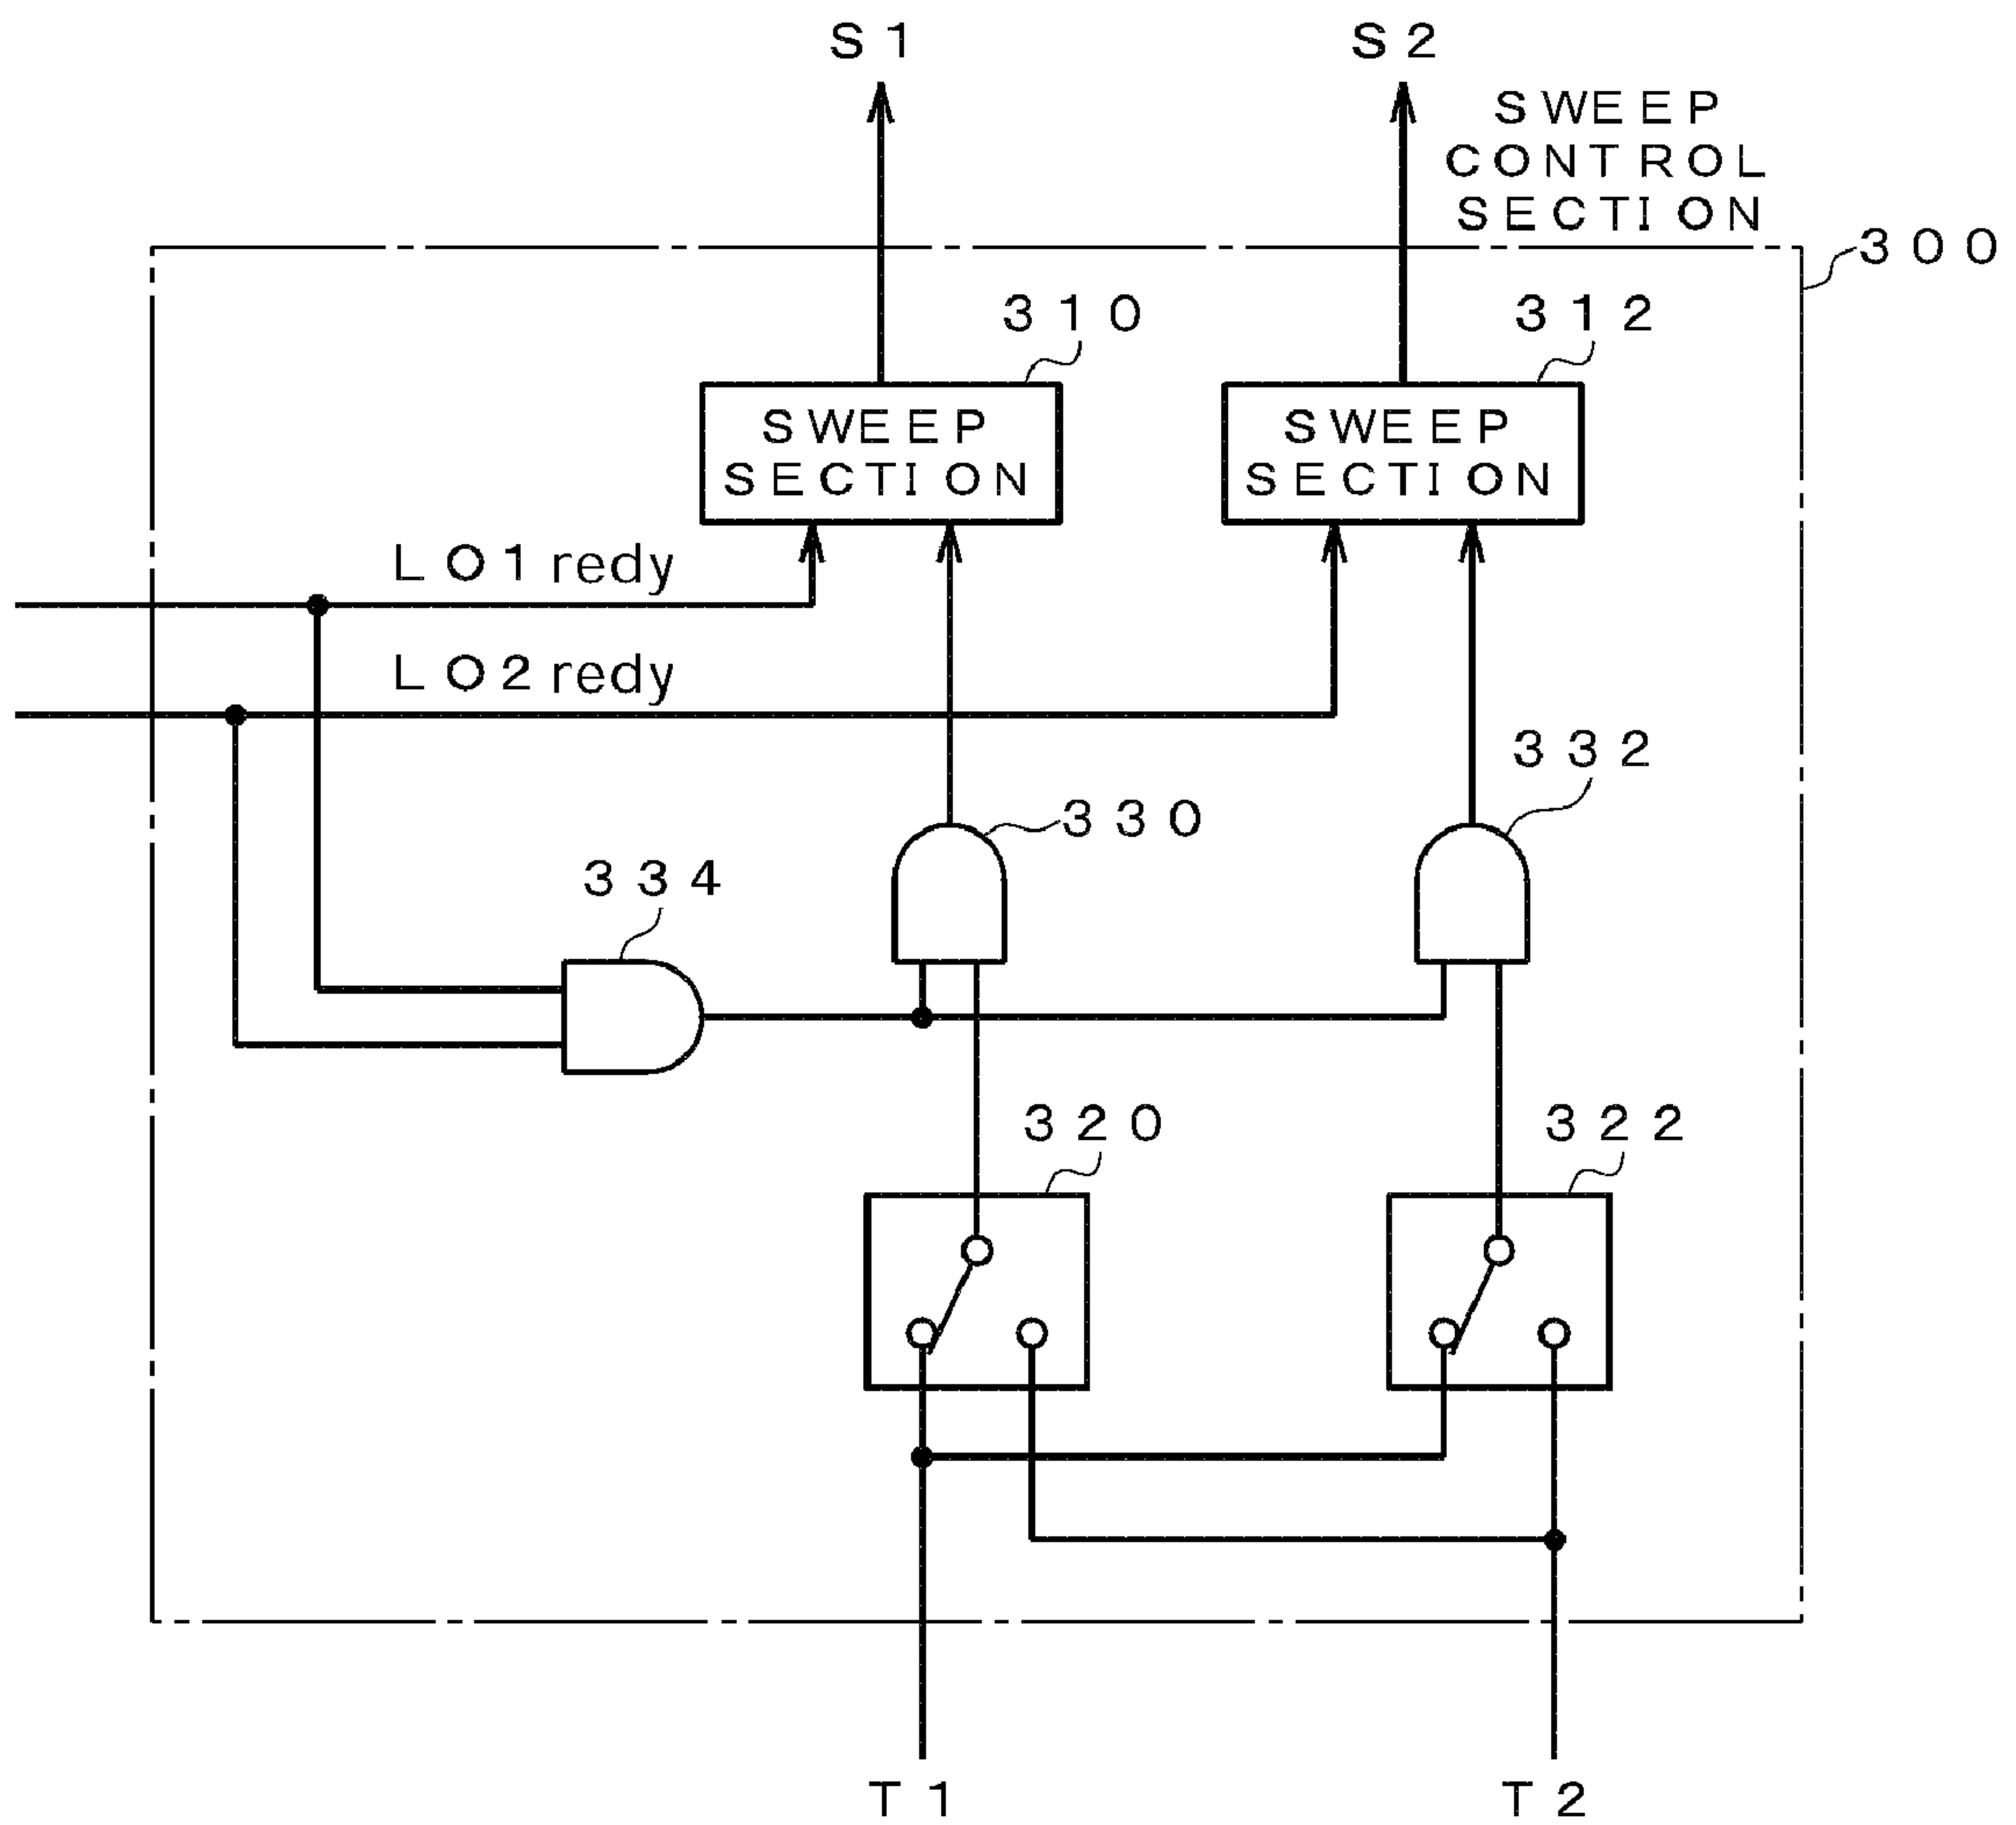 S1
S2
SWEEP
CONTROL
SECTION
300
310
312
SWEEP
SECTION
SWEEP
SECTION
LO1 redy
LO2 redy
332
330
334
320
322
T1
T2